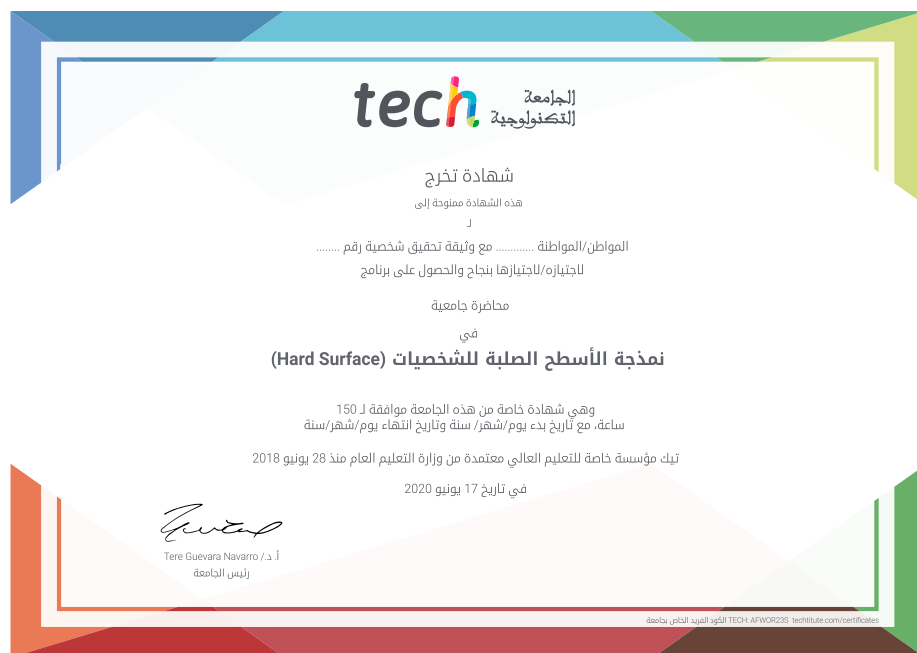 tech
الجامعة
التكنولوجية
شهادة تخرج
هذه الشهادة ممنوحة إلى
لـ
المواطن/المواطنة ............. مع وثيقة تحقيق شخصية رقم ........
لاجتيازه/لاجتيازها بنجاح والحصول على برنامج
محاضرة جامعية
في
نمذجة الأسطح الصلبة للشخصيات (Hard Surface)
وهي شهادة خاصة من هذه الجامعة موافقة لـ 150
ساعة، مع تاريخ بدء يوم/شهر/ سنة وتاريخ انتهاء يوم/شهر/سنة
تيك مؤسسة خاصة للتعليم العالي معتمدة من وزارة التعليم العام منذ 28 يونيو 2018
في تاريخ 17 يونيو 2020
أ. د./ Tere Guevara Navarro
رئيس الجامعة
الكود الفريد الخاص بجامعة TECH: AFWOR23S techtitute.com/certificates